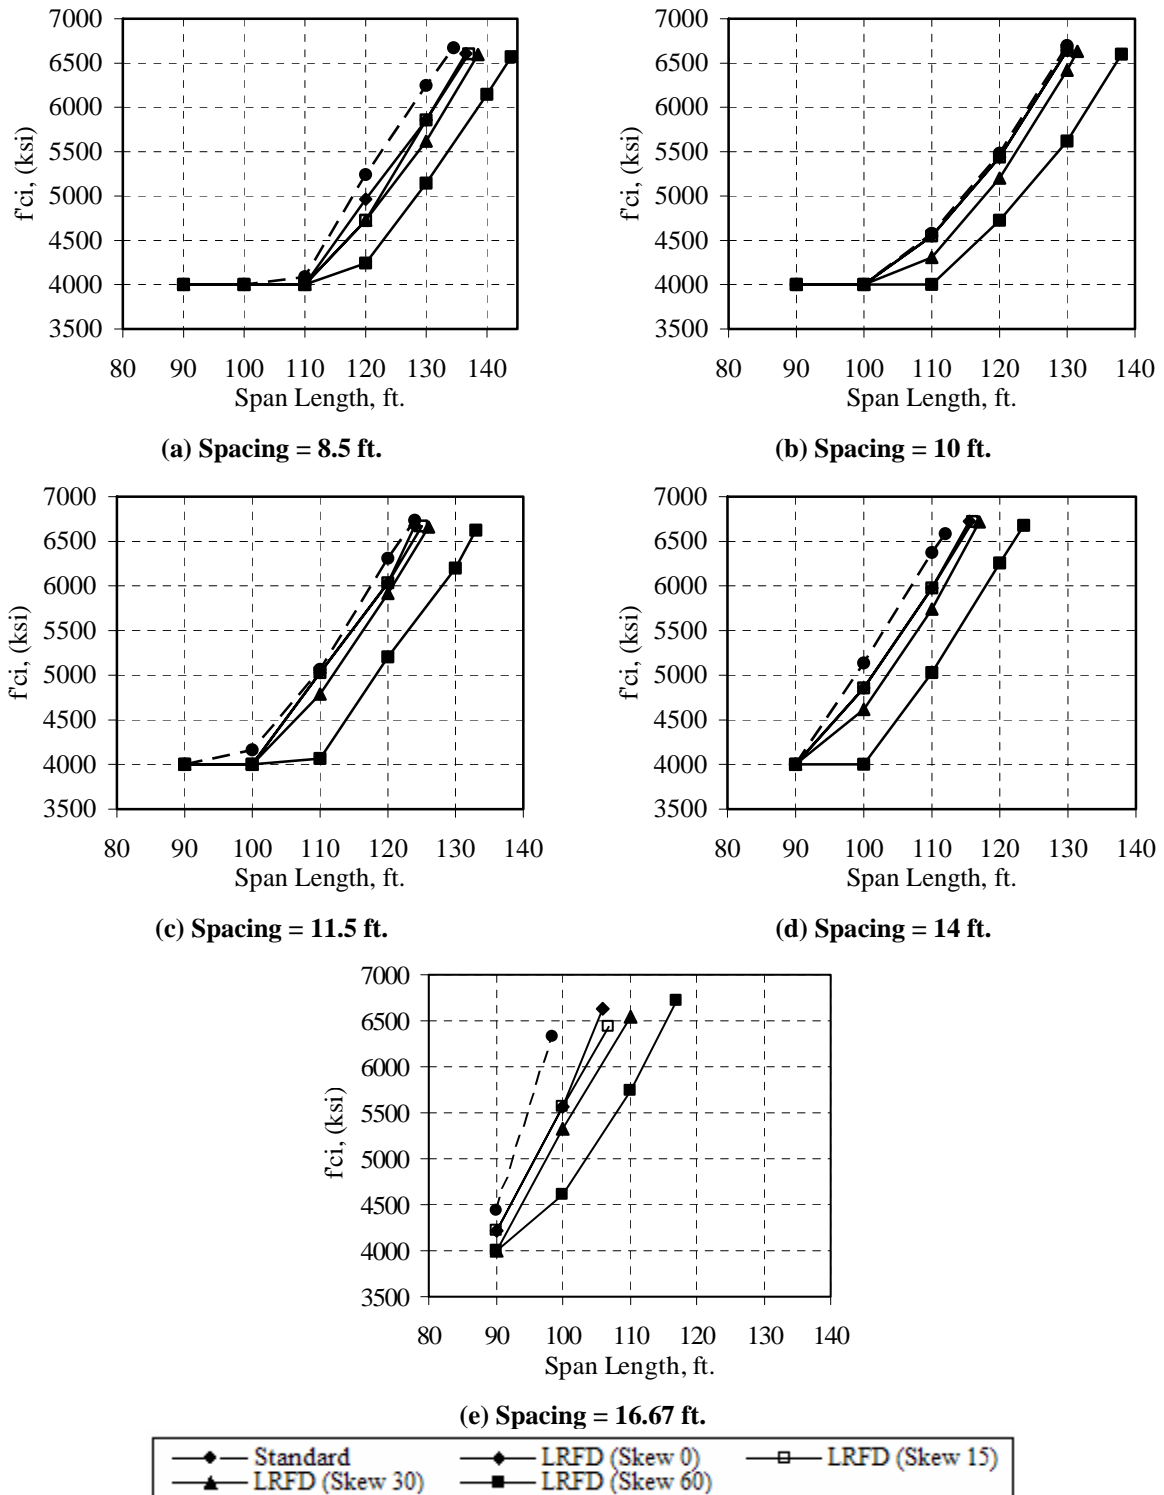 7000
6500
6000
5500
5000
4500
4000
3500
f'ci, (ksi)
80 90 100 110 120 130 140
Span Length, ft.
(a) Spacing = 8.5 ft.
7000
6500
6000
5500
5000
4500
4000
3500
f'ci, (ksi)
80 90 100 110 120 130 140
Span Length, ft.
(b) Spacing = 10 ft.
7000
6500
6000
5500
5000
4500
4000
3500
f'ci, (ksi)
80 90 100 110 120 130 140
Span Length, ft.
(c) Spacing = 11.5 ft.
7000
6500
6000
5500
5000
4500
4000
3500
f'ci, (ksi)
80 90 100 110 120 130 140
Span Length, ft.
(d) Spacing = 14 ft.
7000
6500
6000
5500
5000
4500
4000
3500
f'ci, (ksi)
80 90 100 110 120 130 140
Span Length, ft.
(e) Spacing = 16.67 ft.
Standard LRFD (Skew 0) LRFD (Skew 15)
LRFD (Skew 30) LRFD (Skew 60)